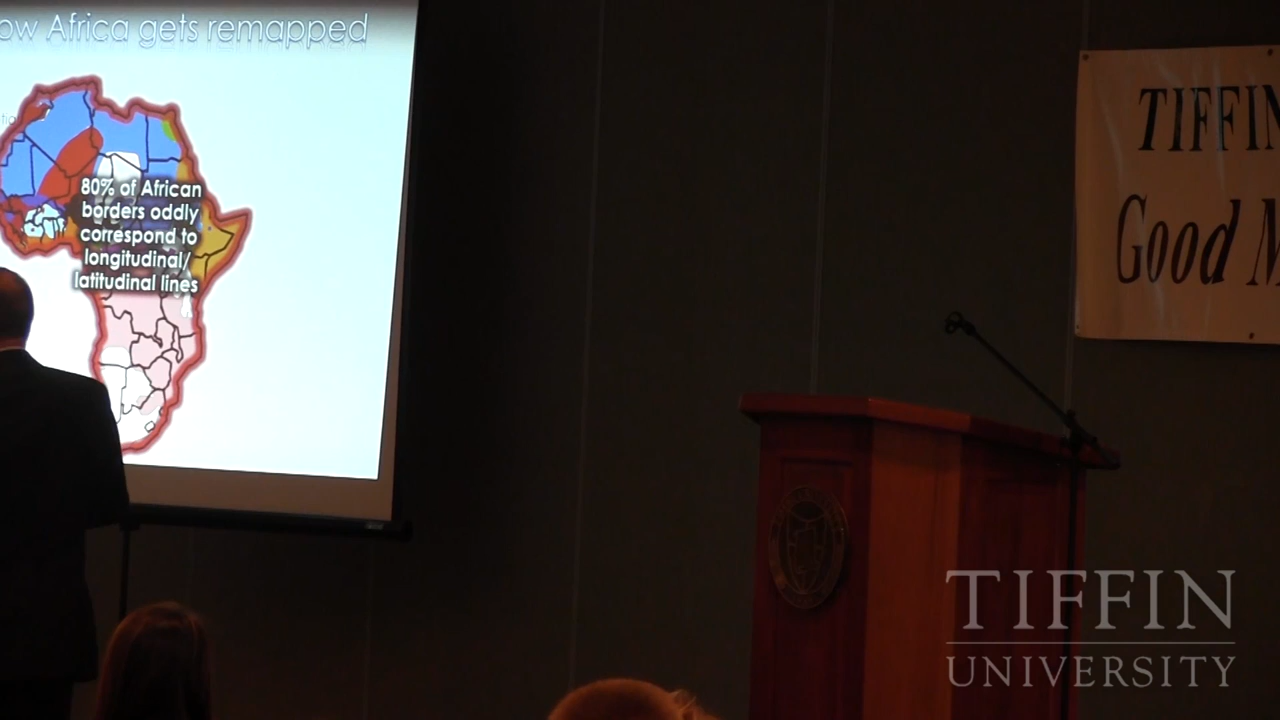 ow Africa gets remapped
80% of African
borders oddly
correspond to
longitudinal/
latitudinal lines
TIFFIN
Good M
TIFFIN
UNIVERSITY